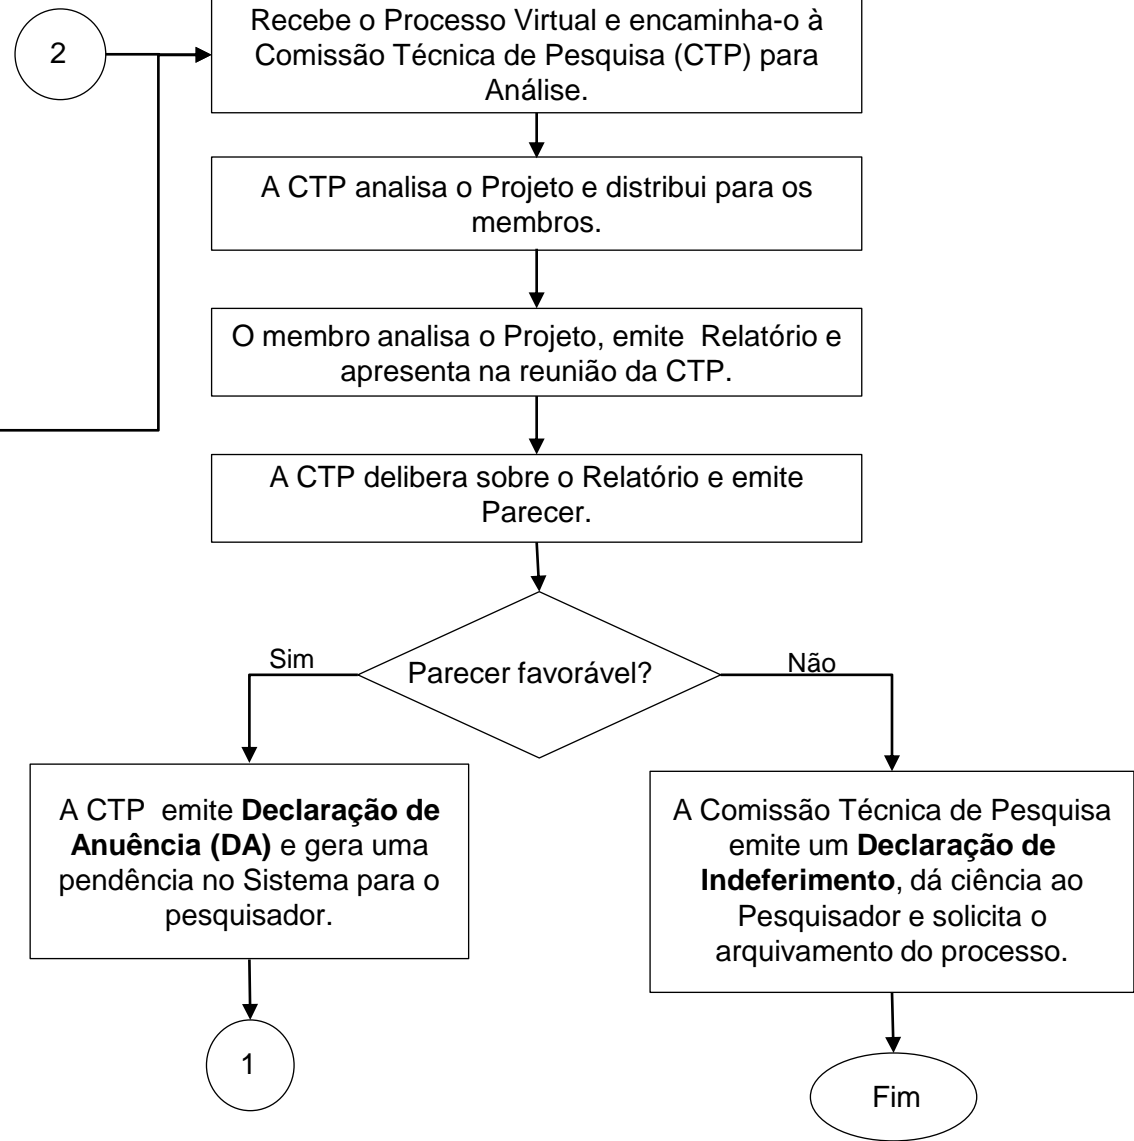 2
Recebe o Processo Virtual e encaminha-o à
Comissão Técnica de Pesquisa (CTP) para
Análise.
A CTP analisa o Projeto e distribui para os
membros.
O membro analisa o Projeto, emite  Relatório e
apresenta na reunião da CTP.
A CTP delibera sobre o Relatório e emite
Parecer.
Sim
Parecer favorável?
Não
A CTP  emite Declaração de
Anuência (DA) e gera uma
pendência no Sistema para o
pesquisador.
A Comissão Técnica de Pesquisa
emite um Declaração de
Indeferimento, dá ciência ao
Pesquisador e solicita o
arquivamento do processo.
1
Fim